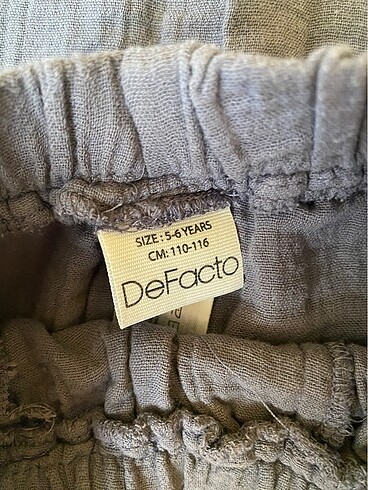 SIZE : 5-6 YEARS
CM: 110-116
DeFacto